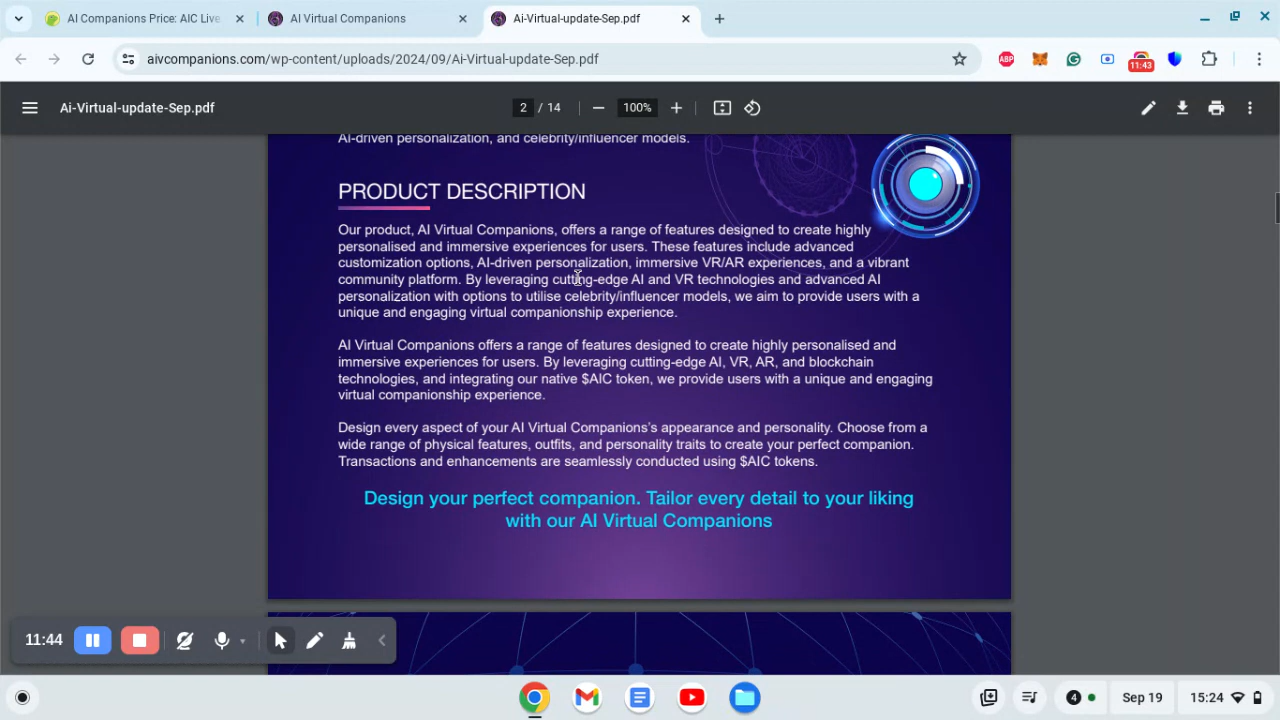 AI Companions Price: AIC Live
AI Virtual Companions
Ai-Virtual-update-Sep.pdf
aivcompanions.com/wp-content/uploads/2024/09/Ai-Virtual-update-Sep.pdf
ABP
11:43
Ai-Virtual-update-Sep.pdf
2 / 14
100%
AI-driven personalization, and celebrity/influencer models.
PRODUCT DESCRIPTION
Our product, AI Virtual Companions, offers a range of features designed to create highly
personalised and immersive experiences for users. These features include advanced
customization options, AI-driven personalization, immersive VR/AR experiences, and a vibrant
community platform. By leveraging cutting-edge AI and VR technologies and advanced AI
personalization with options to utilise celebrity/influencer models, we aim to provide users with a
unique and engaging virtual companionship experience.
AI Virtual Companions offers a range of features designed to create highly personalised and
immersive experiences for users. By leveraging cutting-edge AI, VR, AR, and blockchain
technologies, and integrating our native $AIC token, we provide users with a unique and engaging
virtual companionship experience.
Design every aspect of your AI Virtual Companions's appearance and personality. Choose from a
wide range of physical features, outfits, and personality traits to create your perfect companion.
Transactions and enhancements are seamlessly conducted using $AIC tokens.
Design your perfect companion. Tailor every detail to your liking
with our AI Virtual Companions
11:44
4
Sep 19
15:24